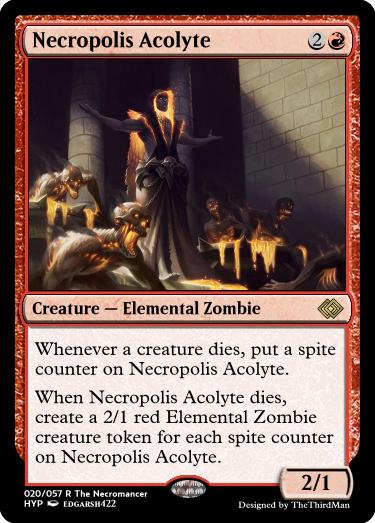 Necropolis Acolyte 2
Creature — Elemental Zombie
Whenever a creature dies, put a spite
counter on Necropolis Acolyte.
When Necropolis Acolyte dies,
create a 2/1 red Elemental Zombie
creature token for each spite counter
on Necropolis Acolyte.
2/1
020/057 R The Necromancer
HYP EDGARSH422 Designed by TheThirdMan